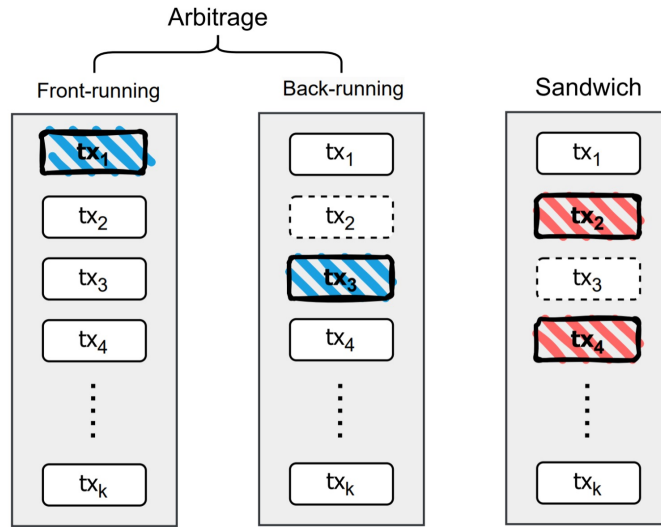 Arbitrage
Front-running
tx₁
tx₂
tx₃
tx₄
txₖ
Back-running
tx₁
tx₂
tx₃
tx₄
txₖ
Sandwich
tx₁
tx₂
tx₃
tx₄
txₖ